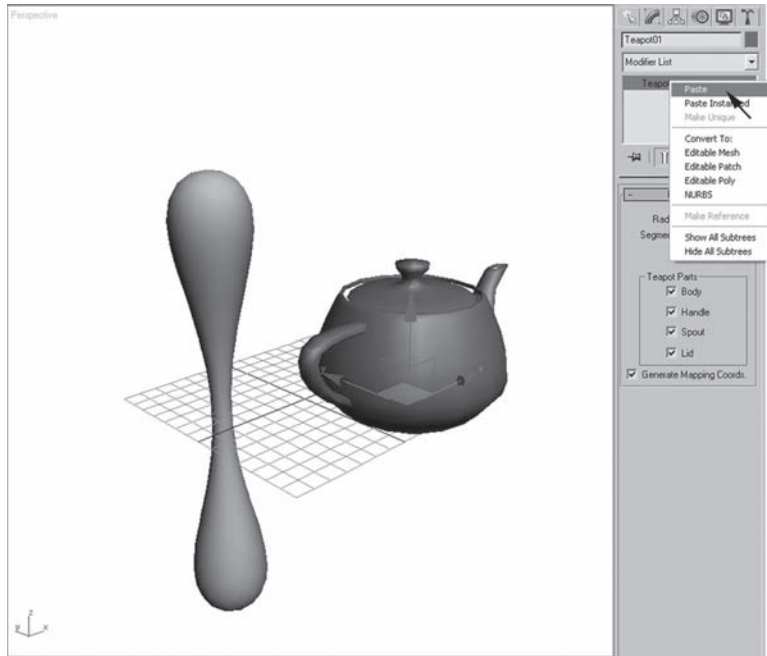 Perspective
Teapot01
Modifier List
Paste
Paste Instanced
Make Unique
Convert To:
Editable Mesh
Editable Patch
Editable Poly
NURBS
Make Reference
Show All Subtrees
Hide All Subtrees
Teapot Parts
Body
Handle
Spout
Lid
Generate Mapping Coords.
z
y
x